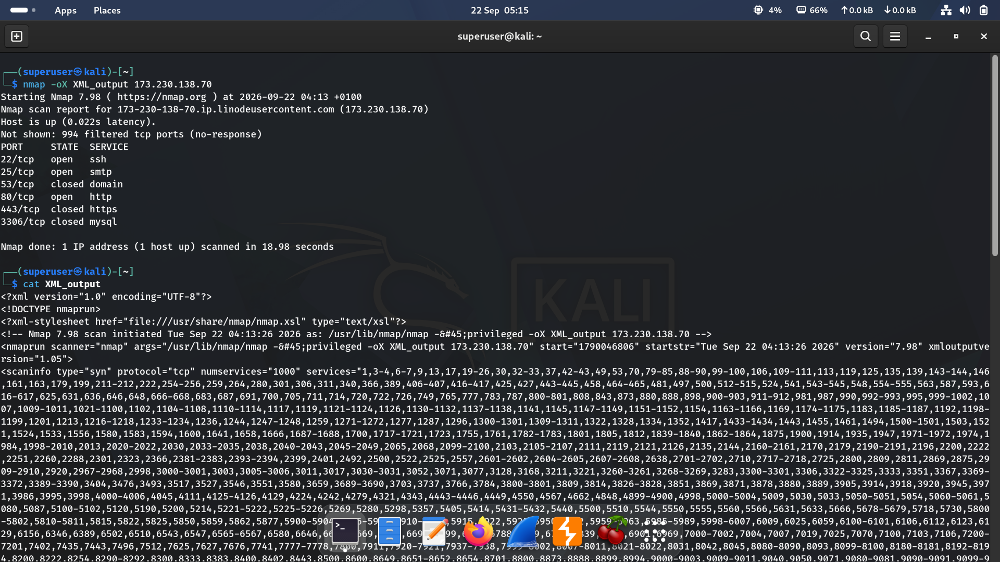 Apps Places 22 Sep 05:15 4% 66% ↑0.0 kB ↓0.0 kB
superuser@kali: ~
┌──(superuser㉿kali)-[~]
└─$ nmap -oX XML_output 173.230.138.70
Starting Nmap 7.98 ( https://nmap.org ) at 2026-09-22 04:13 +0100
Nmap scan report for 173-230-138-70.ip.linodeusercontent.com (173.230.138.70)
Host is up (0.022s latency).
Not shown: 994 filtered tcp ports (no-response)
PORT     STATE  SERVICE
22/tcp   open   ssh
25/tcp   open   smtp
53/tcp   closed domain
80/tcp   open   http
443/tcp  closed https
3306/tcp closed mysql
Nmap done: 1 IP address (1 host up) scanned in 18.98 seconds
┌──(superuser㉿kali)-[~]
└─$ cat XML_output
<?xml version="1.0" encoding="UTF-8"?>
<!DOCTYPE nmaprun>
<?xml-stylesheet href="file:///usr/share/nmap/nmap.xsl" type="text/xsl"?>
<!-- Nmap 7.98 scan initiated Tue Sep 22 04:13:26 2026 as: /usr/lib/nmap/nmap -&#45;privileged -oX XML_output 173.230.138.70 -->
<nmaprun scanner="nmap" args="/usr/lib/nmap/nmap -&#45;privileged -oX XML_output 173.230.138.70" start="1790046806" startstr="Tue Sep 22 04:13:26 2026" version="7.98" xmloutputve
rsion="1.05">
<scaninfo type="syn" protocol="tcp" numservices="1000" services="1,3-4,6-7,9,13,17,19-26,30,32-33,37,42-43,49,53,70,79-85,88-90,99-100,106,109-111,113,119,125,135,139,143-144,146
,161,163,179,199,211-212,222,254-256,259,264,280,301,306,311,340,366,389,406-407,416-417,425,427,443-445,458,464-465,481,497,500,512-515,524,541,543-545,548,554-555,563,587,593,6
16-617,625,631,636,646,648,666-668,683,687,691,700,705,711,714,720,722,726,749,765,777,783,787,800-801,808,843,873,880,888,898,900-903,911-912,981,987,990,992-993,995,999-1002,10
07,1009-1011,1021-1100,1102,1104-1108,1110-1114,1117,1119,1121-1124,1126,1130-1132,1137-1138,1141,1145,1147-1149,1151-1152,1154,1163-1166,1169,1174-1175,1183,1185-1187,1192,1198-
1199,1201,1213,1216-1218,1233-1234,1236,1244,1247-1248,1259,1271-1272,1277,1287,1296,1300-1301,1309-1311,1322,1328,1334,1352,1417,1433-1434,1443,1455,1461,1494,1500-1501,1503,152
1,1524,1533,1556,1580,1583,1594,1600,1641,1658,1666,1687-1688,1700,1717-1721,1723,1755,1761,1782-1783,1801,1805,1812,1839-1840,1862-1864,1875,1900,1914,1935,1947,1971-1972,1974,1
984,1998-2010,2013,2020-2022,2030,2033-2035,2038,2040-2043,2045-2049,2065,2068,2099-2100,2103,2105-2107,2111,2119,2121,2126,2135,2144,2160-2161,2170,2179,2190-2191,2196,2200,2222
,2251,2260,2288,2301,2323,2366,2381-2383,2393-2394,2399,2401,2492,2500,2522,2525,2557,2601-2602,2604-2605,2607-2608,2638,2701-2702,2710,2717-2718,2725,2800,2809,2811,2869,2875,29
09-2910,2920,2967-2968,2998,3000-3001,3003,3005-3006,3011,3017,3030-3031,3052,3071,3077,3128,3168,3211,3221,3260-3261,3268-3269,3283,3300-3301,3306,3322-3325,3333,3351,3367,3369-
3372,3389-3390,3404,3476,3493,3517,3527,3546,3551,3580,3659,3689-3690,3703,3737,3766,3784,3800-3801,3809,3814,3826-3828,3851,3869,3871,3878,3880,3889,3905,3914,3918,3920,3945,397
1,3986,3995,3998,4000-4006,4045,4111,4125-4126,4129,4224,4242,4279,4321,4343,4443-4446,4449,4550,4567,4662,4848,4899-4900,4998,5000-5004,5009,5030,5033,5050-5051,5054,5060-5061,5
080,5087,5100-5102,5120,5190,5200,5214,5221-5222,5225-5226,5269,5280,5298,5357,5405,5414,5431-5432,5440,5500,5510,5544,5550,5555,5560,5566,5631,5633,5666,5678-5679,5718,5730,5800
-5802,5810-5811,5815,5822,5825,5850,5859,5862,5877,5900-5989,5998-6007,6009,6025,6059,6100-6101,6106,6112,6123,61
29,6156,6346,6389,6502,6510,6543,6547,6565-6567,6580,6646,7000-7002,7004,7007,7019,7025,7070,7100,7103,7106,7200-
7201,7402,7435,7443,7496,7512,7625,7627,7676,7741,7777-7778,7800,7911,7920-7921,7937-7938,8007-8011,8021-8022,8031,8042,8045,8080-8090,8093,8099-8100,8180-8181,8192-819
4,8200,8222,8254,8290-8292,8300,8333,8383,8400,8402,8443,8500,8600,8649,8651-8652,8654,8701,8800,8873,8888,8899,8994,9000-9003,9009-9011,9040,9050,9071,9080-9081,9090-9091,9099-9
KALI